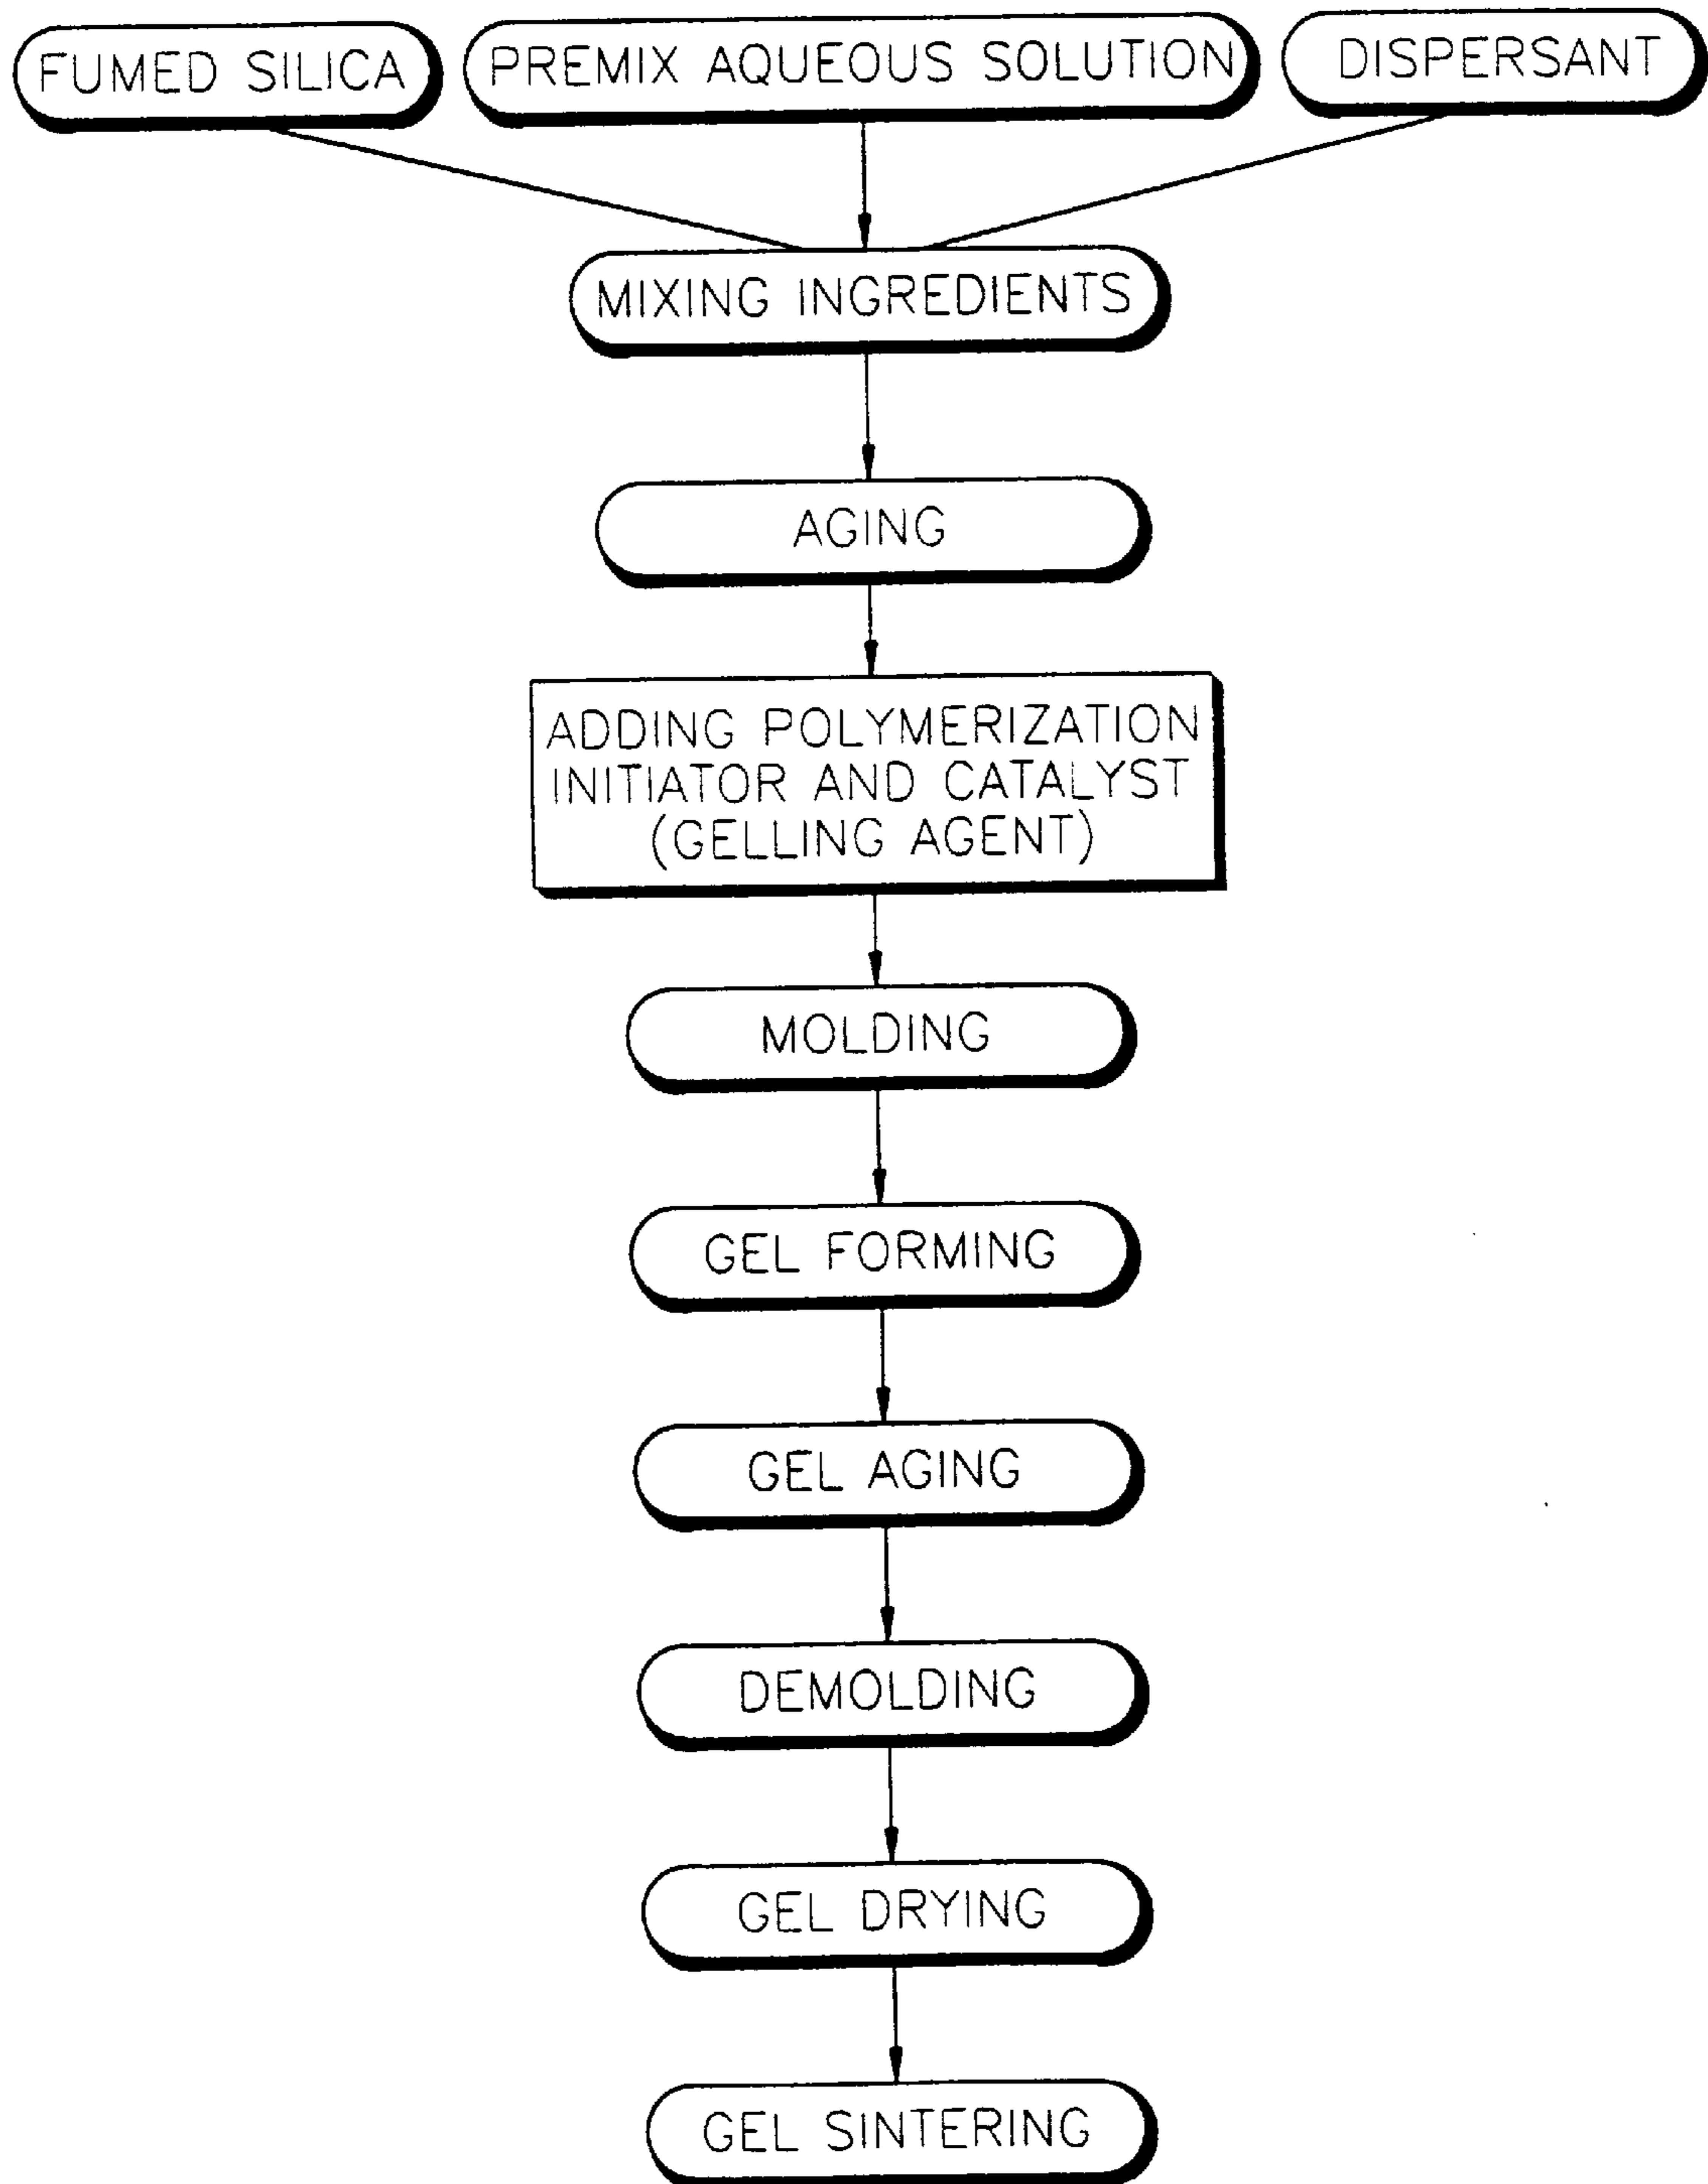 FUMED SILICA
PREMIX AQUEOUS SOLUTION
DISPERSANT
MIXING INGREDIENTS
AGING
ADDING POLYMERIZATION
INITIATOR AND CATALYST
(GELLING AGENT)
MOLDING
GEL FORMING
GEL AGING
DEMOLDING
GEL DRYING
GEL SINTERING